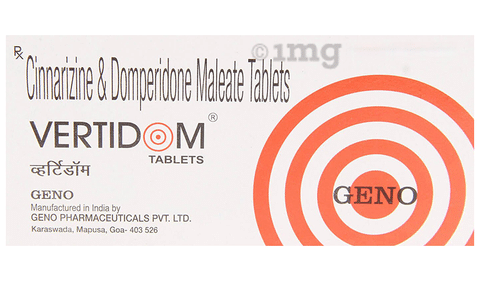 ©1mg
Rx
Cinnarizine & Domperidone Maleate Tablets
VERTIDOM®
TABLETS
व्हर्टिडॉम
GENO
Manufactured in India by
GENO PHARMACEUTICALS PVT. LTD.
Karaswada, Mapusa, Goa- 403 526
GENO